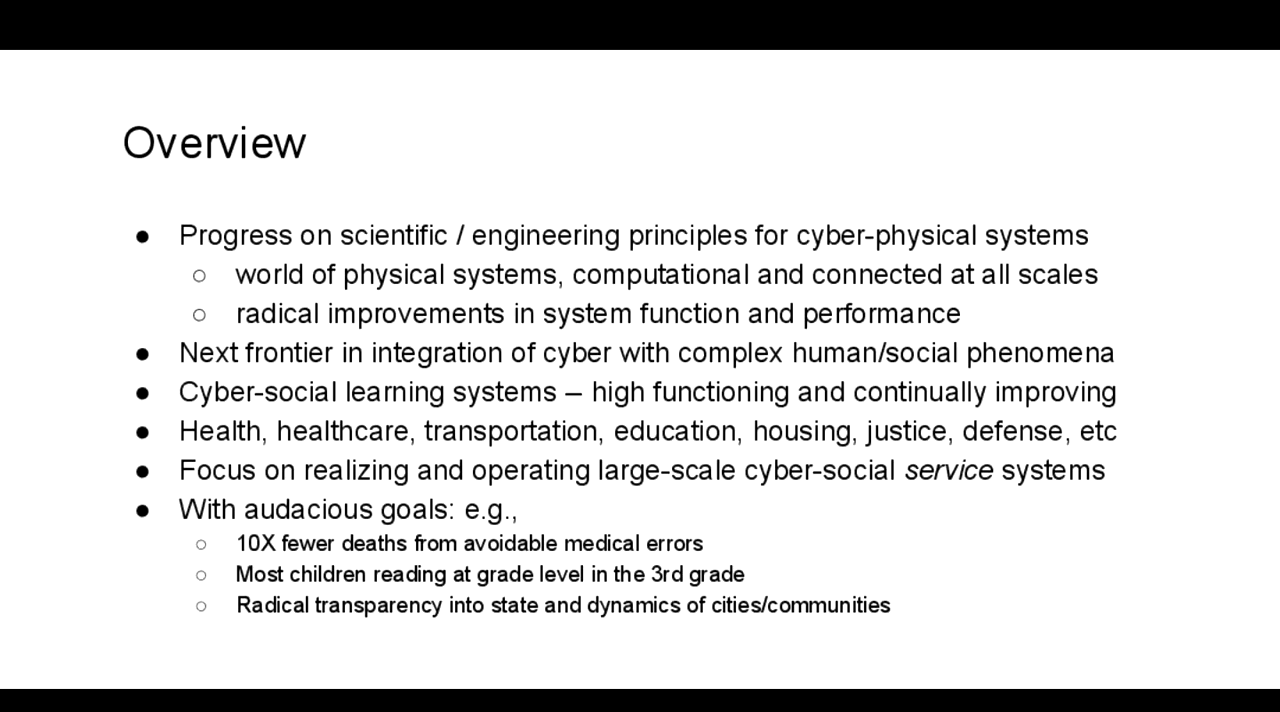 Overview
● Progress on scientific / engineering principles for cyber-physical systems
○ world of physical systems, computational and connected at all scales
○ radical improvements in system function and performance
● Next frontier in integration of cyber with complex human/social phenomena
● Cyber-social learning systems – high functioning and continually improving
● Health, healthcare, transportation, education, housing, justice, defense, etc
● Focus on realizing and operating large-scale cyber-social service systems
● With audacious goals: e.g.,
○ 10X fewer deaths from avoidable medical errors
○ Most children reading at grade level in the 3rd grade
○ Radical transparency into state and dynamics of cities/communities